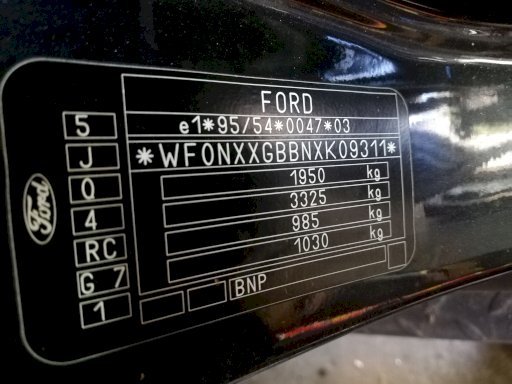 FORD
e1*95/54*0047*03
*WF0NXXGBBNXK09311*
1950 kg
3325 kg
985 kg
1030 kg
BNP
5
J
0
4
RC
G 7
1
Ford